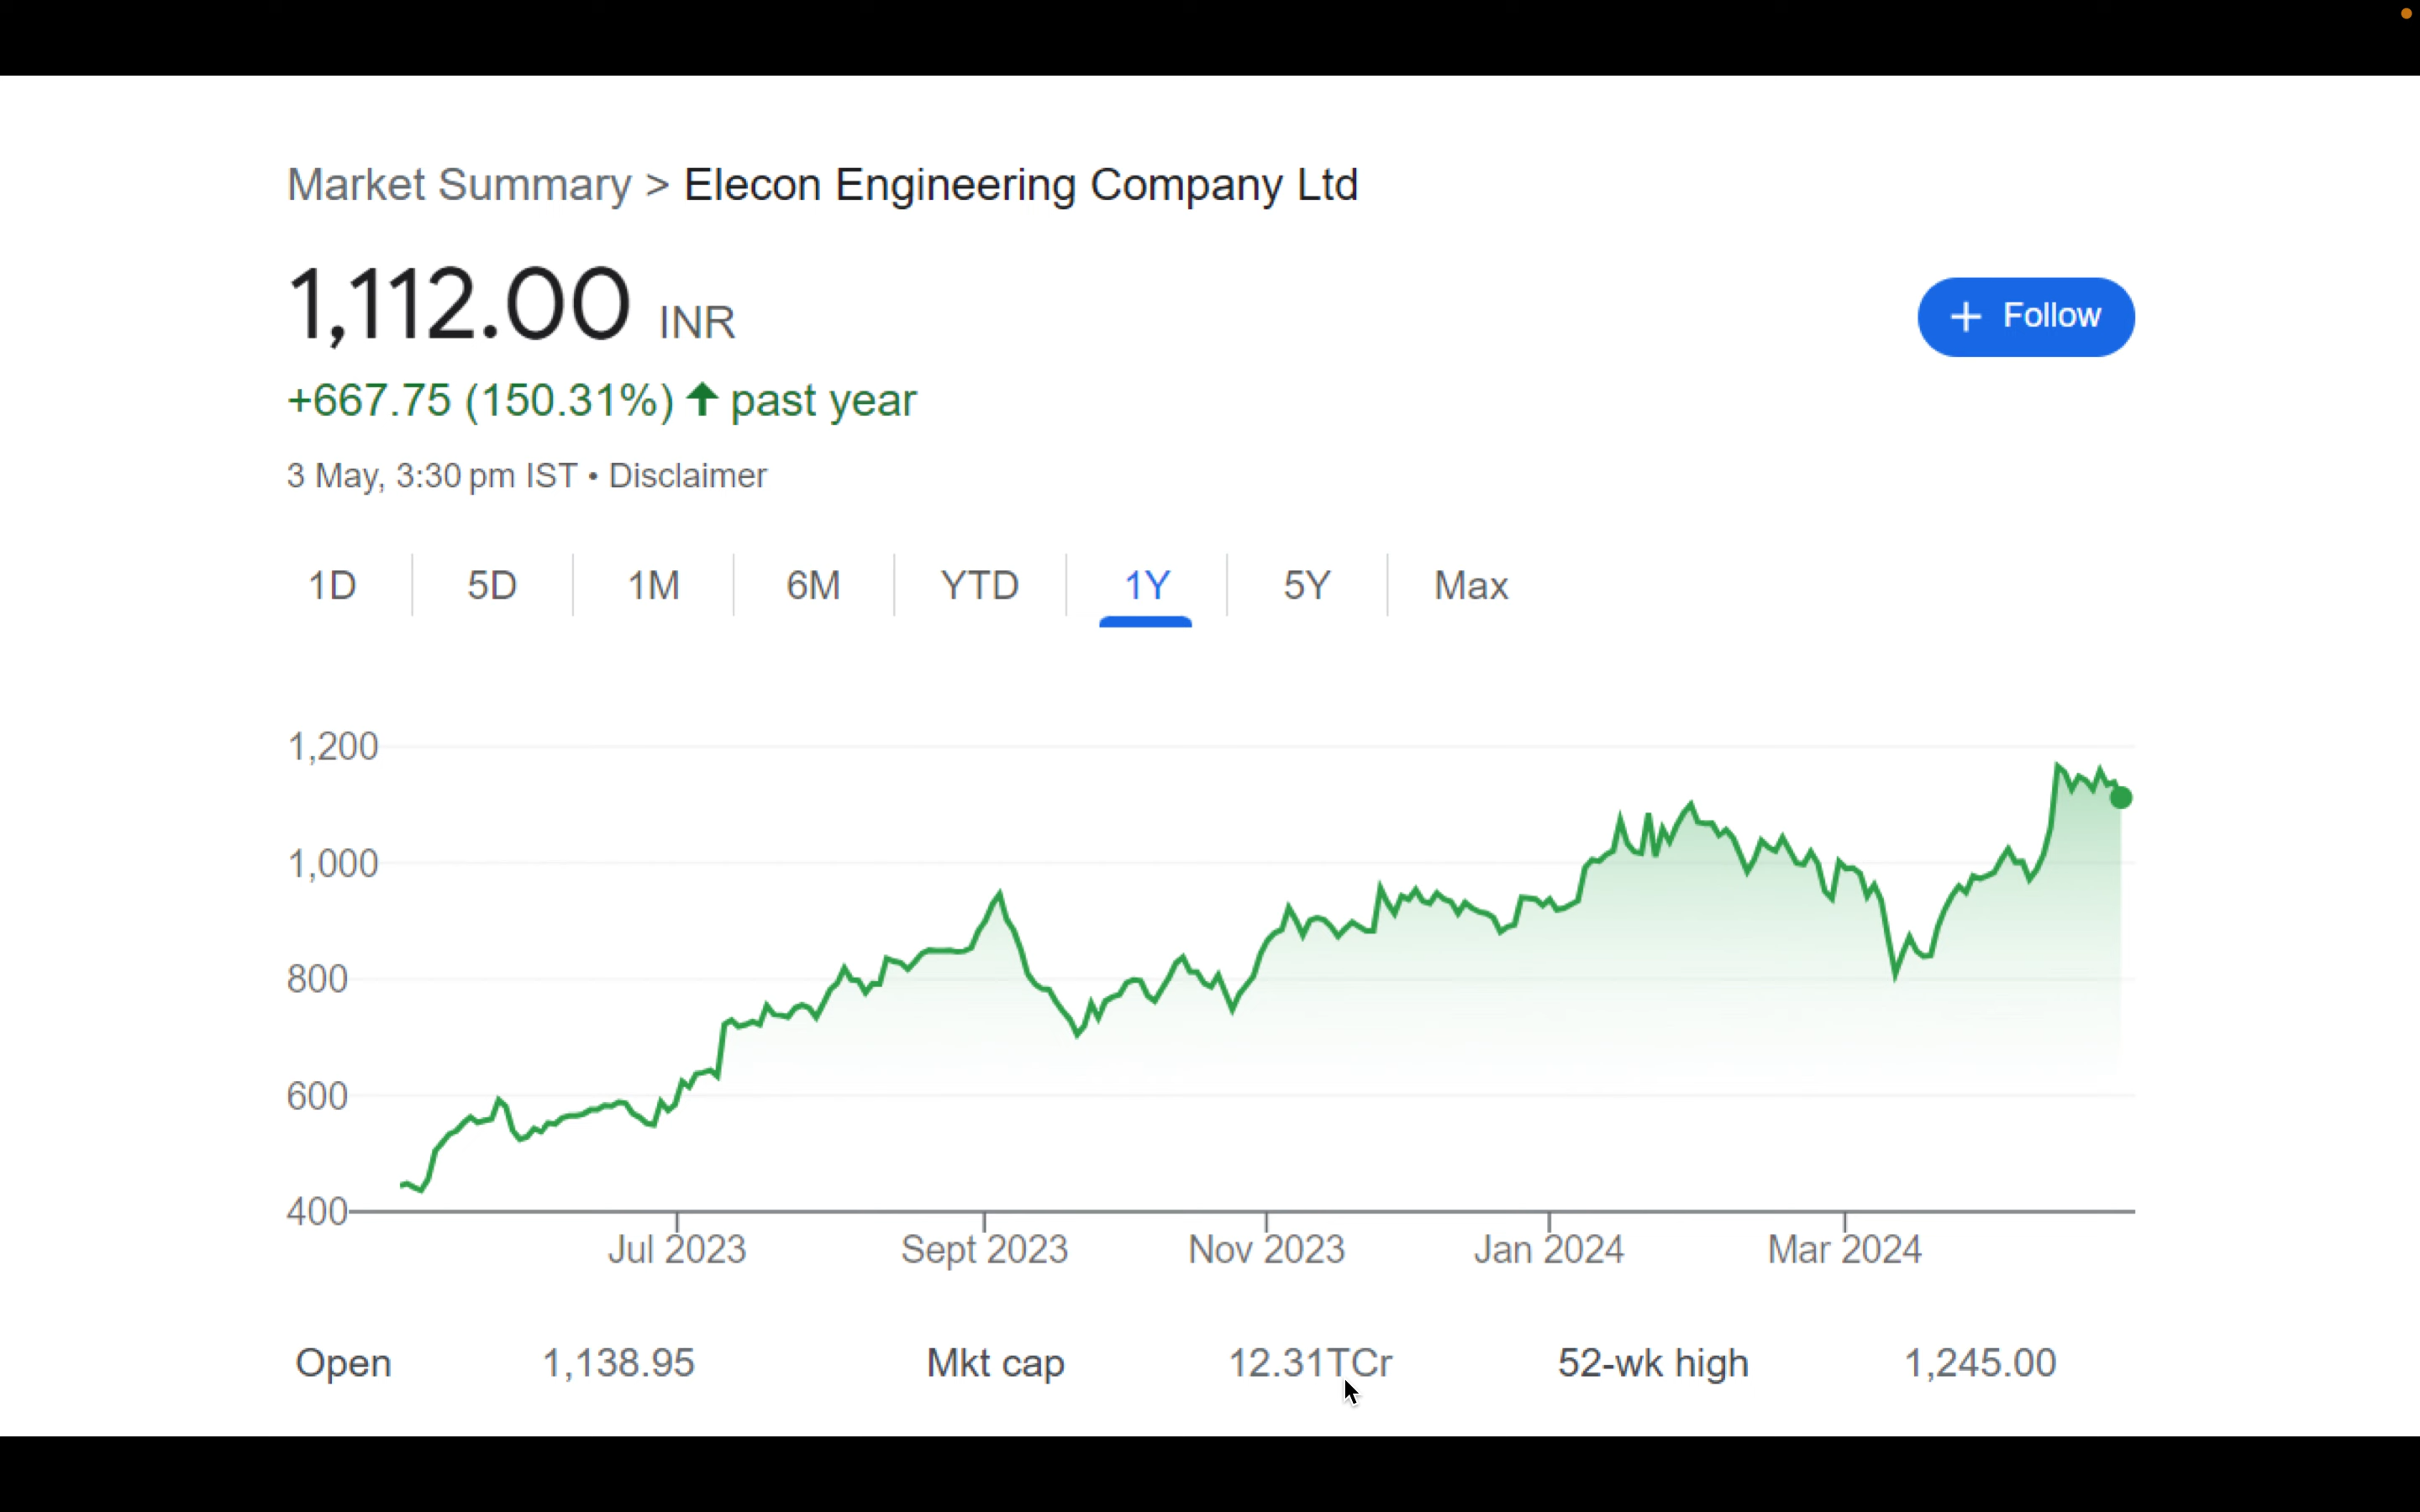 Market Summary > Elecon Engineering Company Ltd
1,112.00 INR
+ Follow
+667.75 (150.31%) ↑ past year
3 May, 3:30 pm IST • Disclaimer
1D 5D 1M 6M YTD 1Y 5Y Max
1,200
1,000
800
600
400
Jul 2023 Sept 2023 Nov 2023 Jan 2024 Mar 2024
Open 1,138.95 Mkt cap 12.31TCr 52-wk high 1,245.00